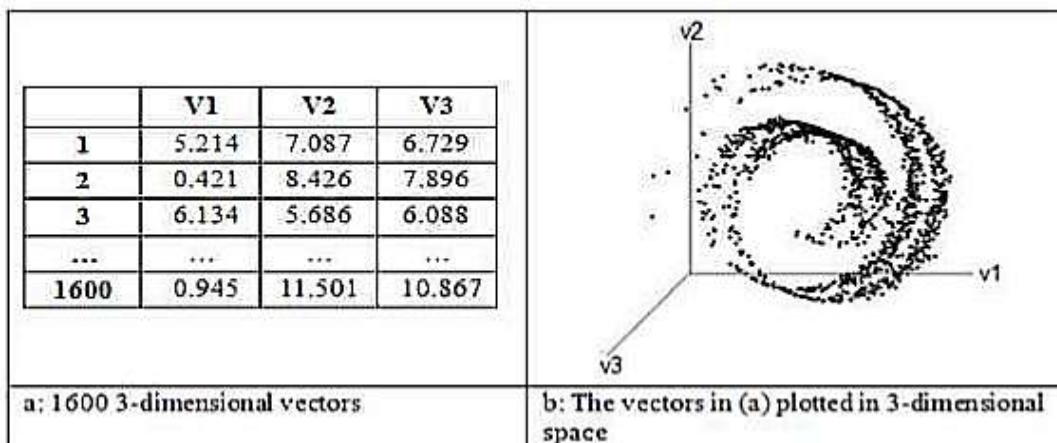 V1 V2 V3
1 5.214 7.087 6.729
2 0.421 8.426 7.896
3 6.134 5.686 6.088
... ... ... ...
1600 0.945 11.501 10.867
a: 1600 3-dimensional vectors
v2
v1
v3
b: The vectors in (a) plotted in 3-dimensional
space